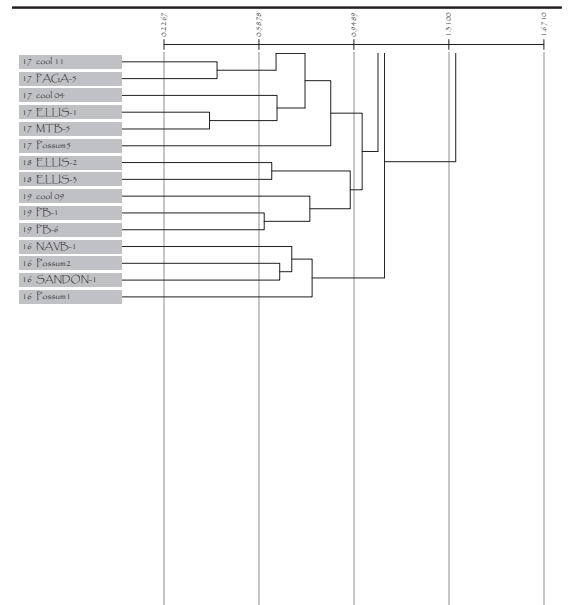 0.2267 0.5878 0.9489 1.3100 1.6710
17 cool 11
17 PAGA-3
17 cool 04
17 ELLIS-1
17 MTB-5
17 Possum3
18 ELLIS-2
18 ELLIS-3
19 cool 09
19 PB-1
19 PB-6
16 NAVB-1
16 Possum2
16 SANDON-1
16 Possum1